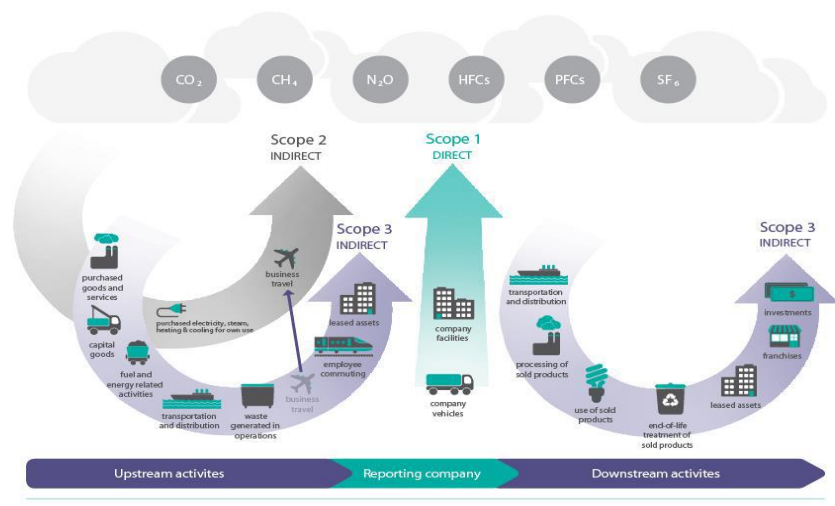 CO₂
CH₄
N₂O
HFCs
PFCs
SF₆
Scope 2
INDIRECT
Scope 1
DIRECT
Scope 3
INDIRECT
Scope 3
INDIRECT
purchased
goods and
services
capital
goods
fuel and
energy related
activities
purchased electricity, steam,
heating & cooling for own use
transportation
and distribution
waste
generated in
operations
business
travel
business
travel
employee
commuting
leased assets
company
facilities
company
vehicles
transportation
and distribution
processing of
sold products
use of sold
products
end-of-life
treatment of
sold products
leased assets
franchises
investments
$
Upstream activites
Reporting company
Downstream activites